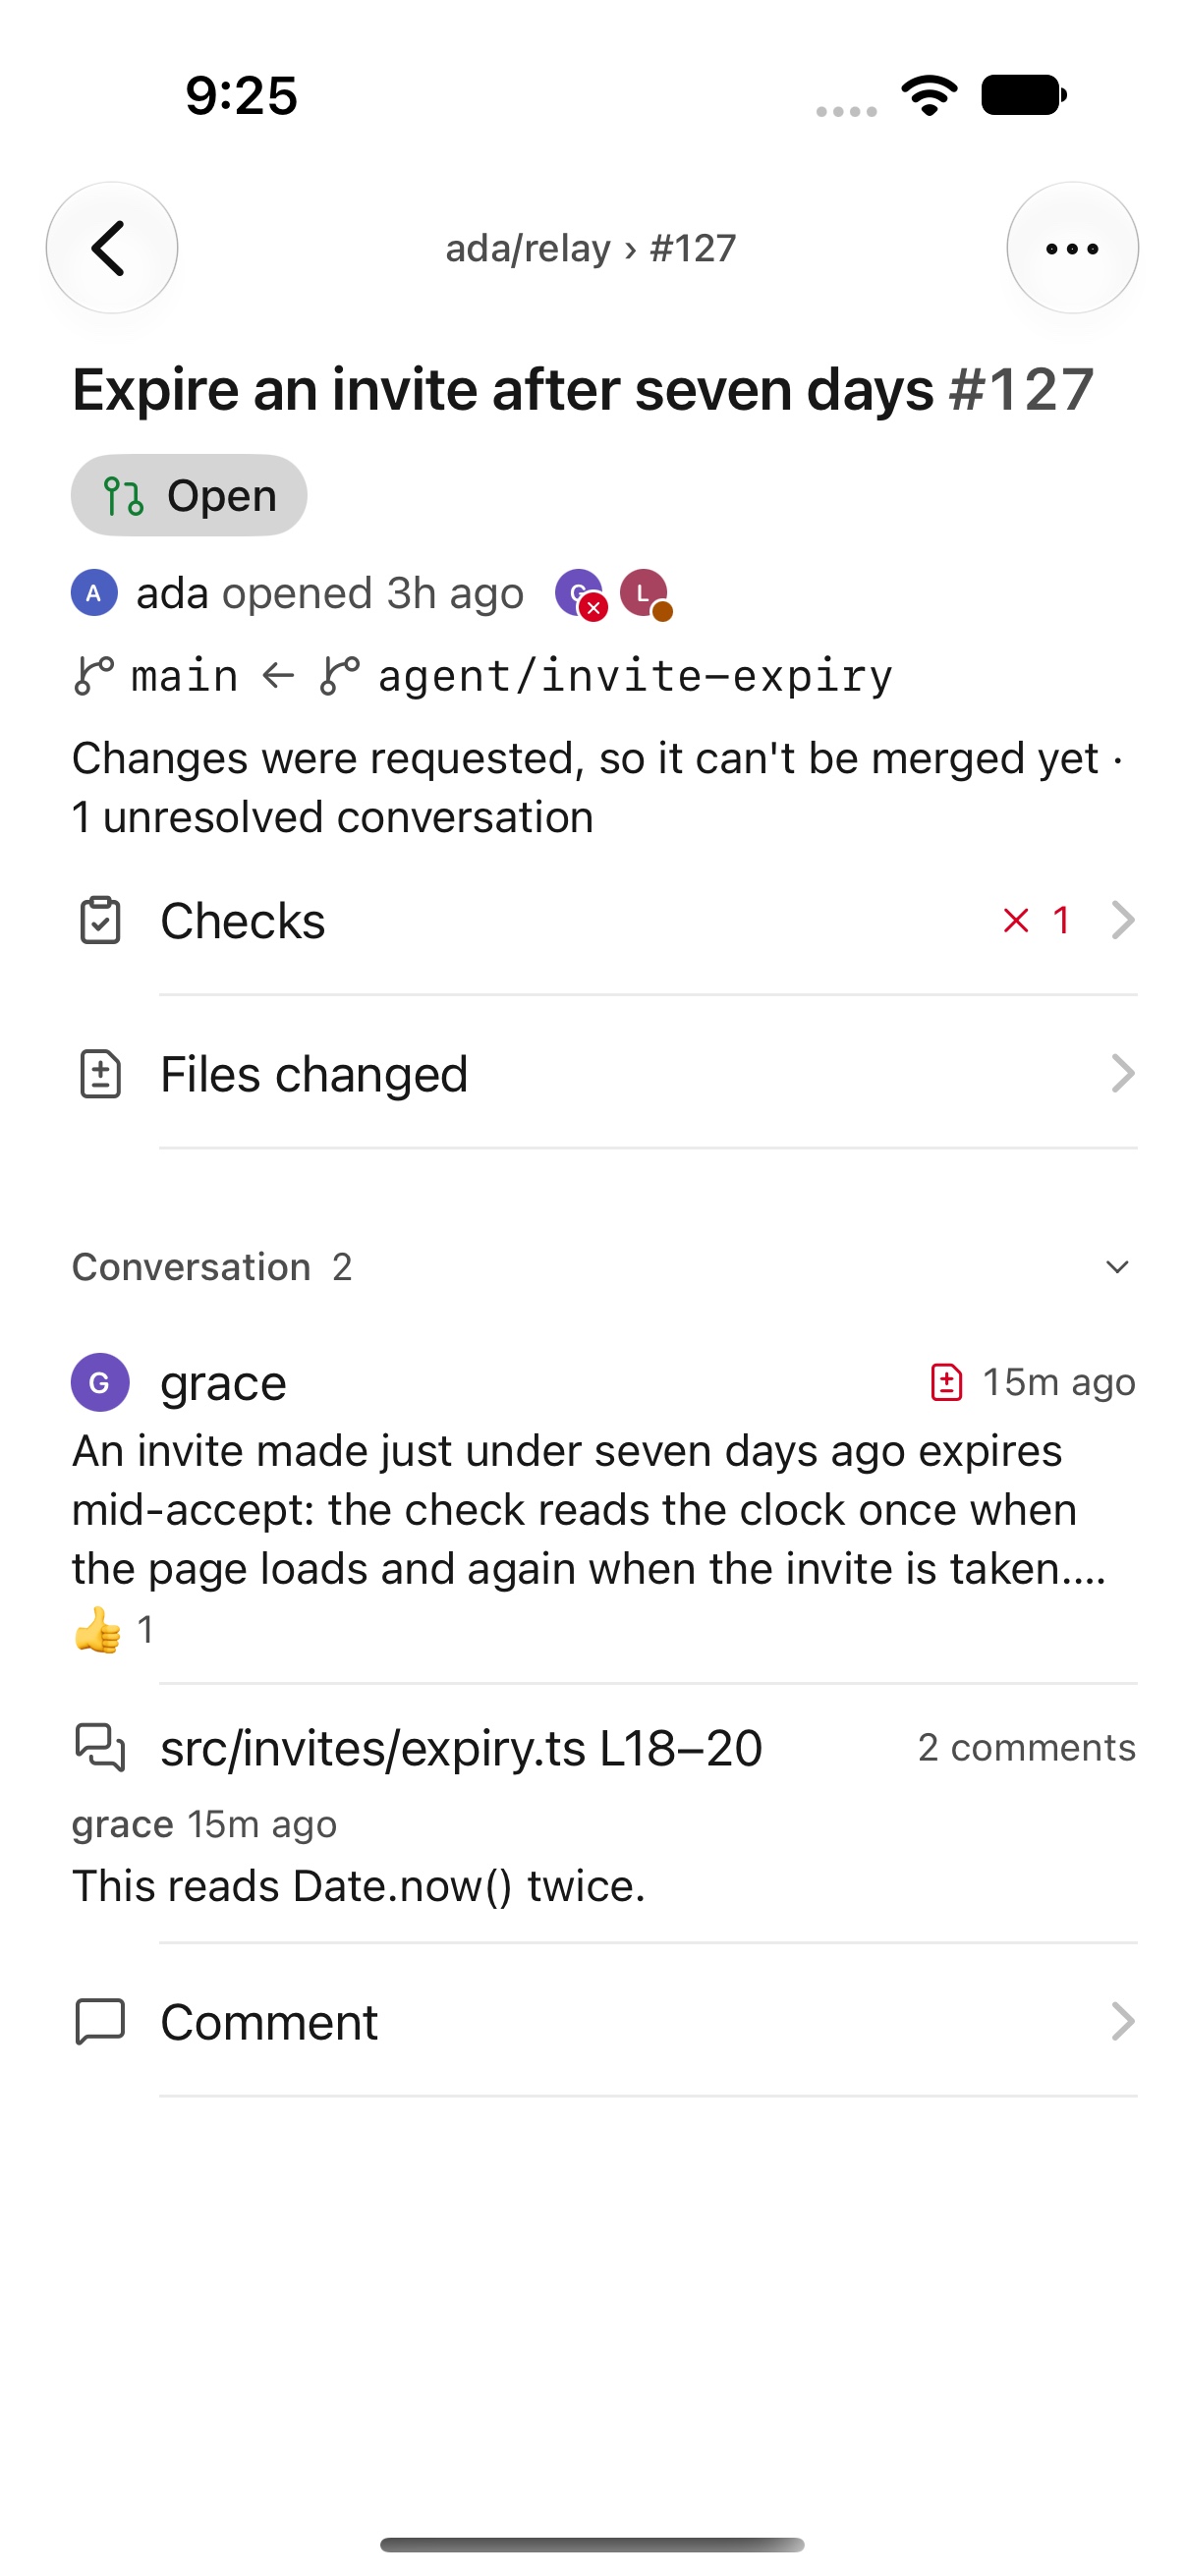 9:25
ada/relay › #127
Expire an invite after seven days #127
Open
A ada opened 3h ago G L
main ← agent/invite-expiry
Changes were requested, so it can't be merged yet ·
1 unresolved conversation
Checks 1
Files changed
Conversation 2
G grace 15m ago
An invite made just under seven days ago expires
mid-accept: the check reads the clock once when
the page loads and again when the invite is taken....
👍 1
src/invites/expiry.ts L18–20 2 comments
grace 15m ago
This reads Date.now() twice.
Comment